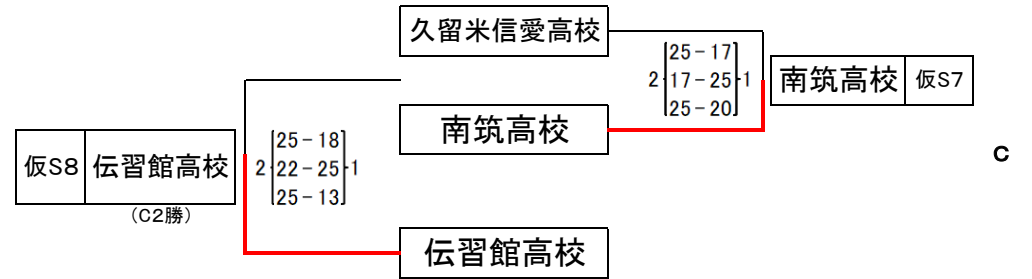 久留米信愛高校
2 25-17 1
17-25
25-20
南筑高校 仮S7
南筑高校
C
仮S8 伝習館高校
(C2勝)
2 25-18 1
22-25
25-13
伝習館高校